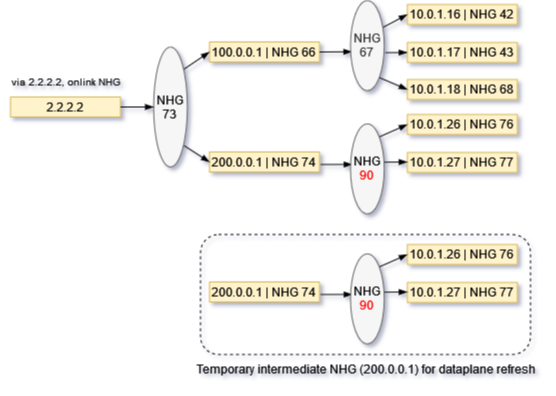 10.0.1.16 | NHG 42
NHG
67
100.0.0.1 | NHG 66
10.0.1.17 | NHG 43
via 2.2.2.2, onlink NHG
10.0.1.18 | NHG 68
2.2.2.2
NHG
73
10.0.1.26 | NHG 76
200.0.0.1 | NHG 74
NHG
90
10.0.1.27 | NHG 77
10.0.1.26 | NHG 76
200.0.0.1 | NHG 74
NHG
90
10.0.1.27 | NHG 77
Temporary intermediate NHG (200.0.0.1) for dataplane refresh